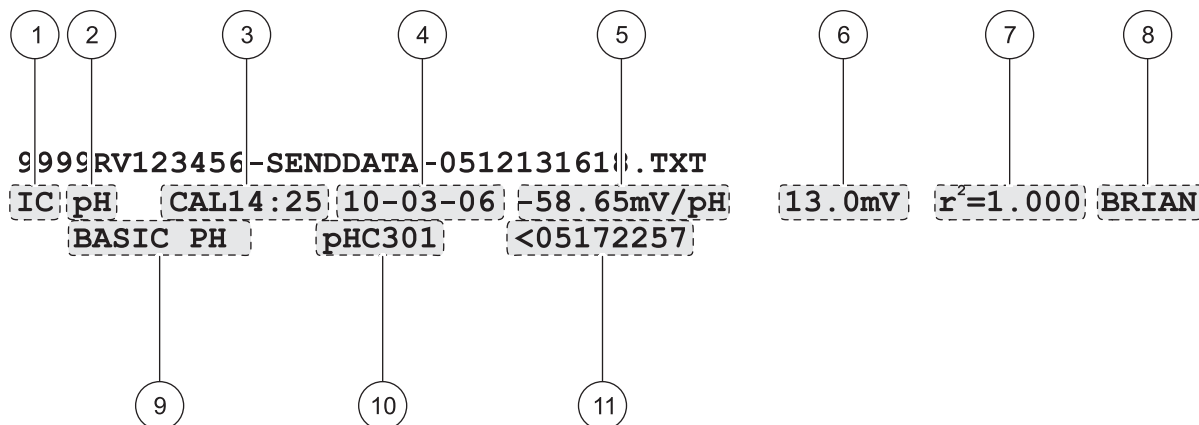 1 2 3 4 5 6 7 8
9999RV123456-SENDDATA-0512131618.TXT
IC pH CAL14:25 10-03-06 -58.65mV/pH 13.0mV r²=1.000 BRIAN
BASIC PH pHC301 <05172257
9 10 11